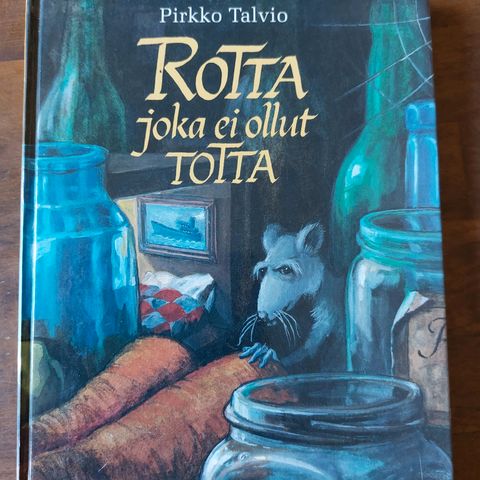 Pirkko Talvio
ROTTA
joka ei ollut
TOTTA